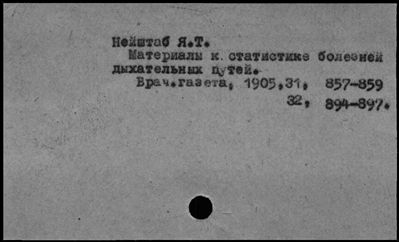 Нейштаб Я.Т.
Материалы к статистике болезней
дыхательных путей.
Врач.газета, 1905,31, 857-859
32, 894-897.